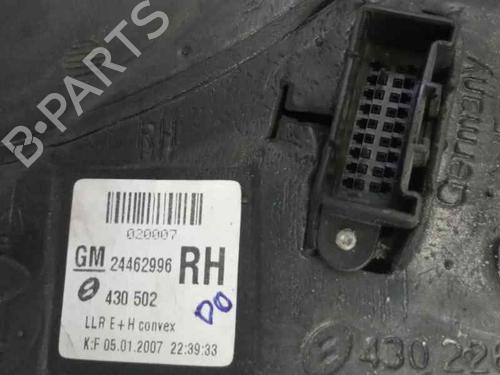 RH
020007
GM 24462996 RH
430 502
DO
LLR E+H convex
K:F 05.01.2007 22:39:33
Germany
430 228
B-PARTS